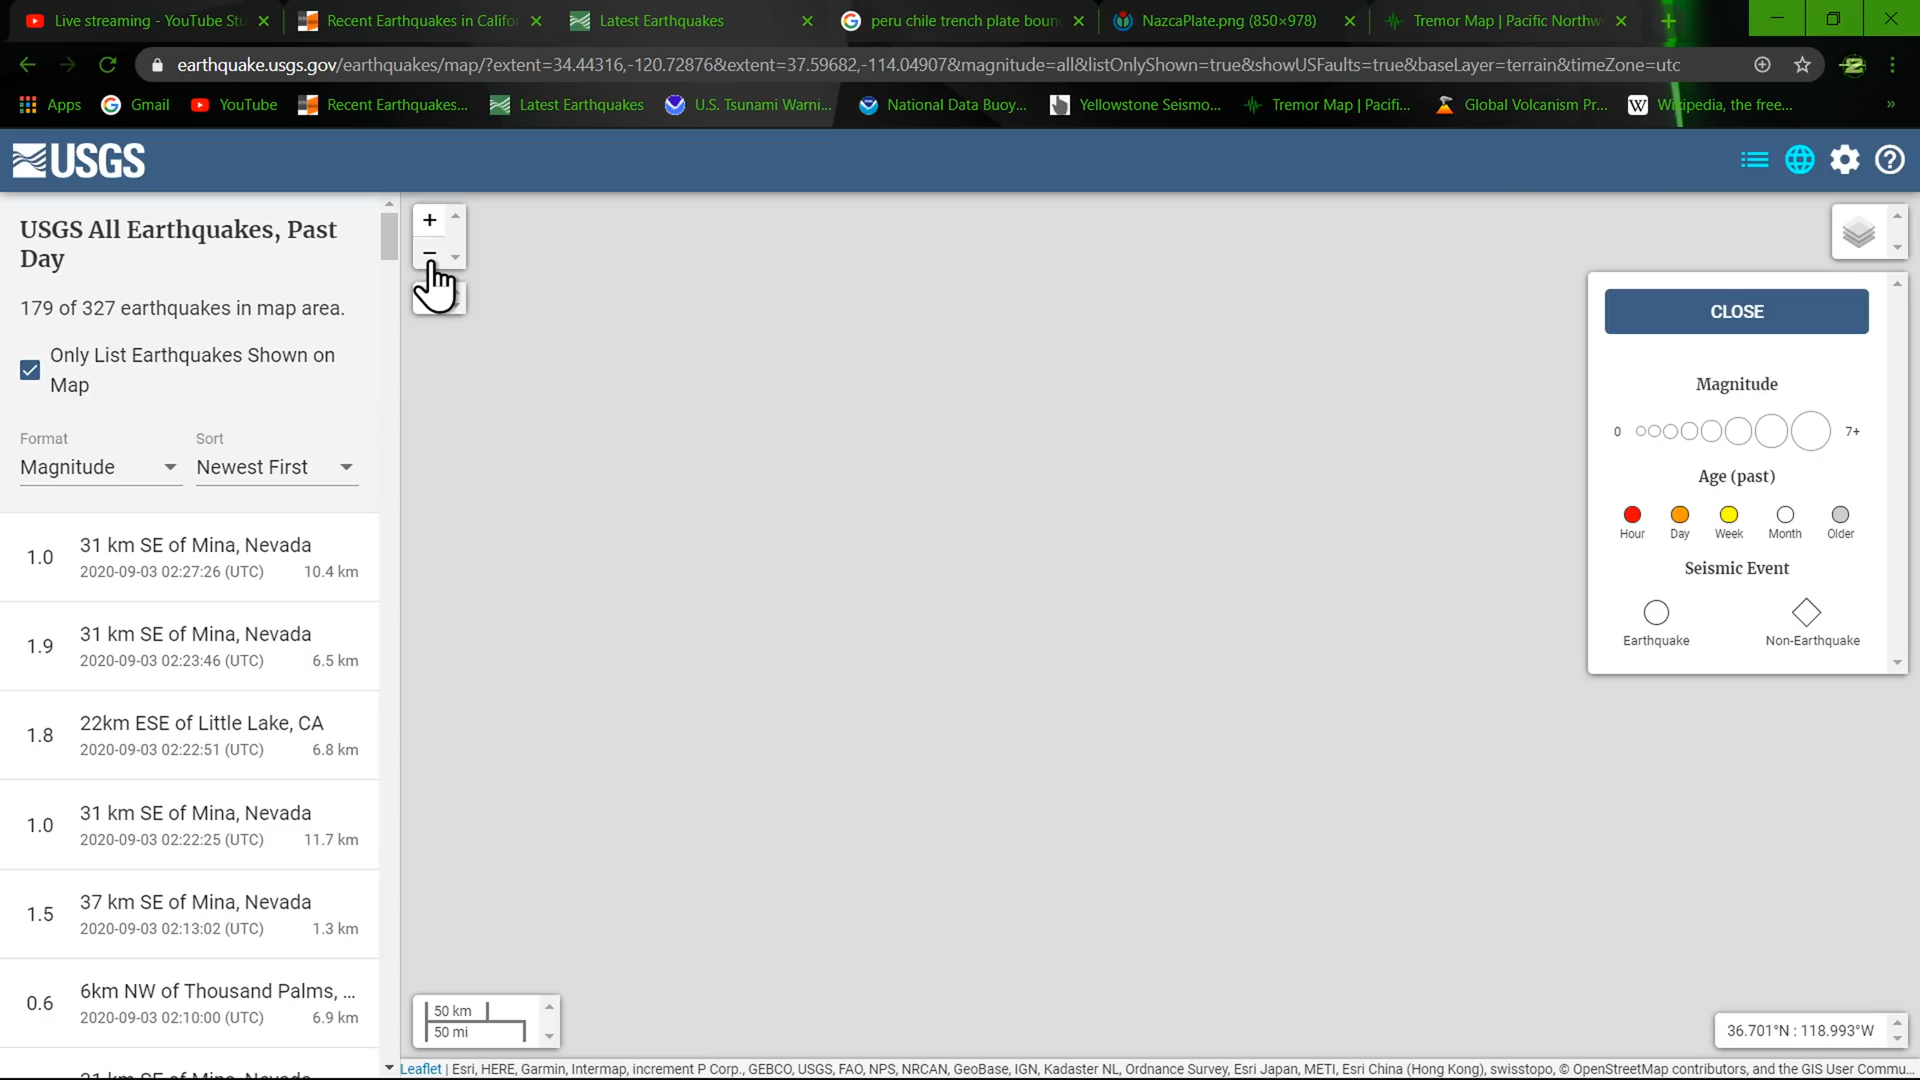 Live streaming - YouTube Stu
Recent Earthquakes in Califo
Latest Earthquakes
peru chile trench plate boun
NazcaPlate.png (850×978)
Tremor Map | Pacific Northw
earthquake.usgs.gov/earthquakes/map/?extent=34.44316,-120.72876&extent=37.59682,-114.04907&magnitude=all&listOnlyShown=true&showUSFaults=true&baseLayer=terrain&timeZone=utc
Apps
Gmail
YouTube
Recent Earthquakes...
Latest Earthquakes
U.S. Tsunami Warni...
National Data Buoy...
Yellowstone Seismo...
Tremor Map | Pacifi...
Global Volcanism Pr...
Wikipedia, the free...
»
USGS
USGS All Earthquakes, Past
Day
179 of 327 earthquakes in map area.
Only List Earthquakes Shown on
Map
Format
Sort
Magnitude
Newest First
1.0
31 km SE of Mina, Nevada
2020-09-03 02:27:26 (UTC)
10.4 km
1.9
31 km SE of Mina, Nevada
2020-09-03 02:23:46 (UTC)
6.5 km
1.8
22km ESE of Little Lake, CA
2020-09-03 02:22:51 (UTC)
6.8 km
1.0
31 km SE of Mina, Nevada
2020-09-03 02:22:25 (UTC)
11.7 km
1.5
37 km SE of Mina, Nevada
2020-09-03 02:13:02 (UTC)
1.3 km
0.6
6km NW of Thousand Palms, ...
2020-09-03 02:10:00 (UTC)
6.9 km
31 km SE of Mina, Nevada
+
−
CLOSE
Magnitude
0
7+
Age (past)
Hour
Day
Week
Month
Older
Seismic Event
Earthquake
Non-Earthquake
50 km
50 mi
36.701°N : 118.993°W
Leaflet | Esri, HERE, Garmin, Intermap, increment P Corp., GEBCO, USGS, FAO, NPS, NRCAN, GeoBase, IGN, Kadaster NL, Ordnance Survey, Esri Japan, METI, Esri China (Hong Kong), swisstopo, © OpenStreetMap contributors, and the GIS User Commu...